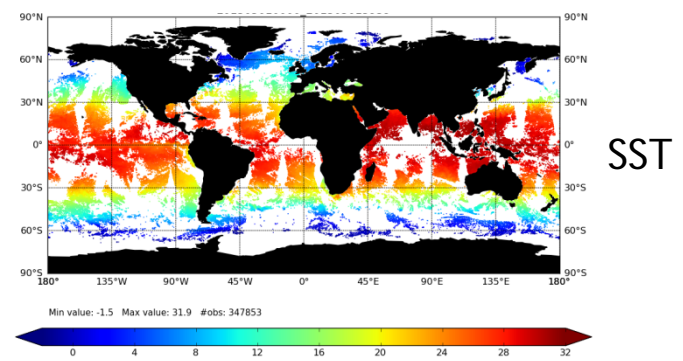 90°N 90°N
60°N 60°N
30°N 30°N
0° 0°
SST
30°S 30°S
60°S 60°S
90°S 90°S
180° 135°W 90°W 45°W 0° 45°E 90°E 135°E 180°
Min value: -1.5 Max value: 31.9 #obs: 347853
0 4 8 12 16 20 24 28 32